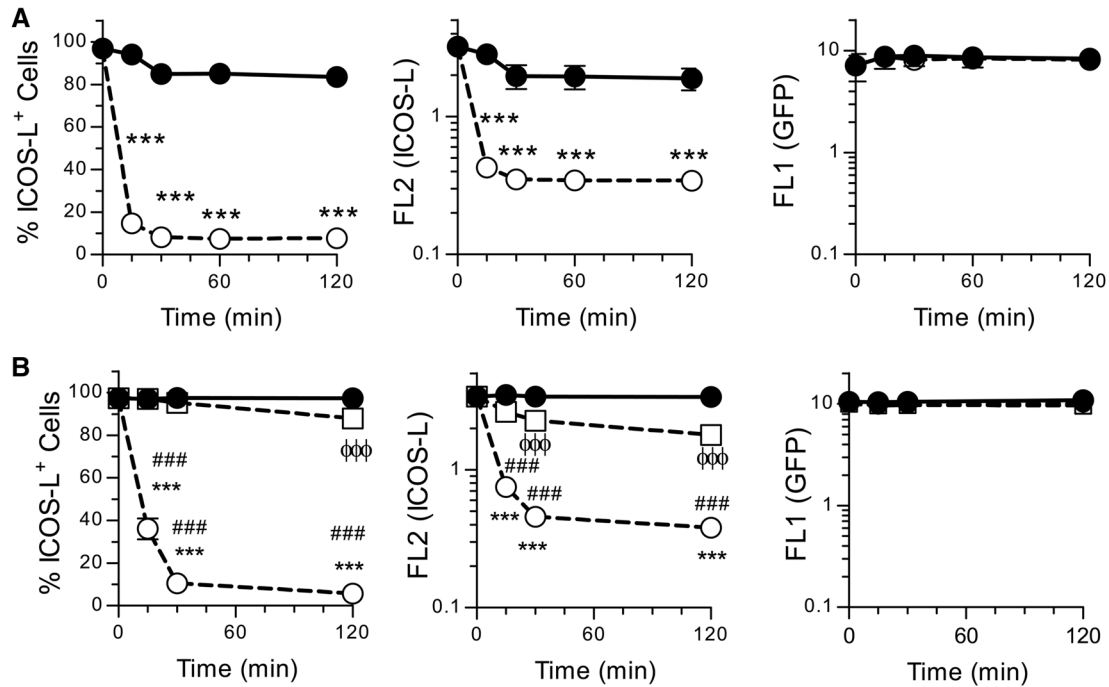 A
% ICOS-L+ Cells
100
80
60
40
20
0
***
***
***
***
0 60 120
Time (min)
FL2 (ICOS-L)
1
0.1
***
***
***
***
0 60 120
Time (min)
FL1 (GFP)
10
1
0.1
0 60 120
Time (min)
B
% ICOS-L+ Cells
100
80
60
40
20
0
ϕϕϕ
###
***
###
***
###
***
0 60 120
Time (min)
FL2 (ICOS-L)
1
0.1
ϕϕϕ
ϕϕϕ
###
###
###
***
***
***
0 60 120
Time (min)
FL1 (GFP)
10
1
0.1
0 60 120
Time (min)